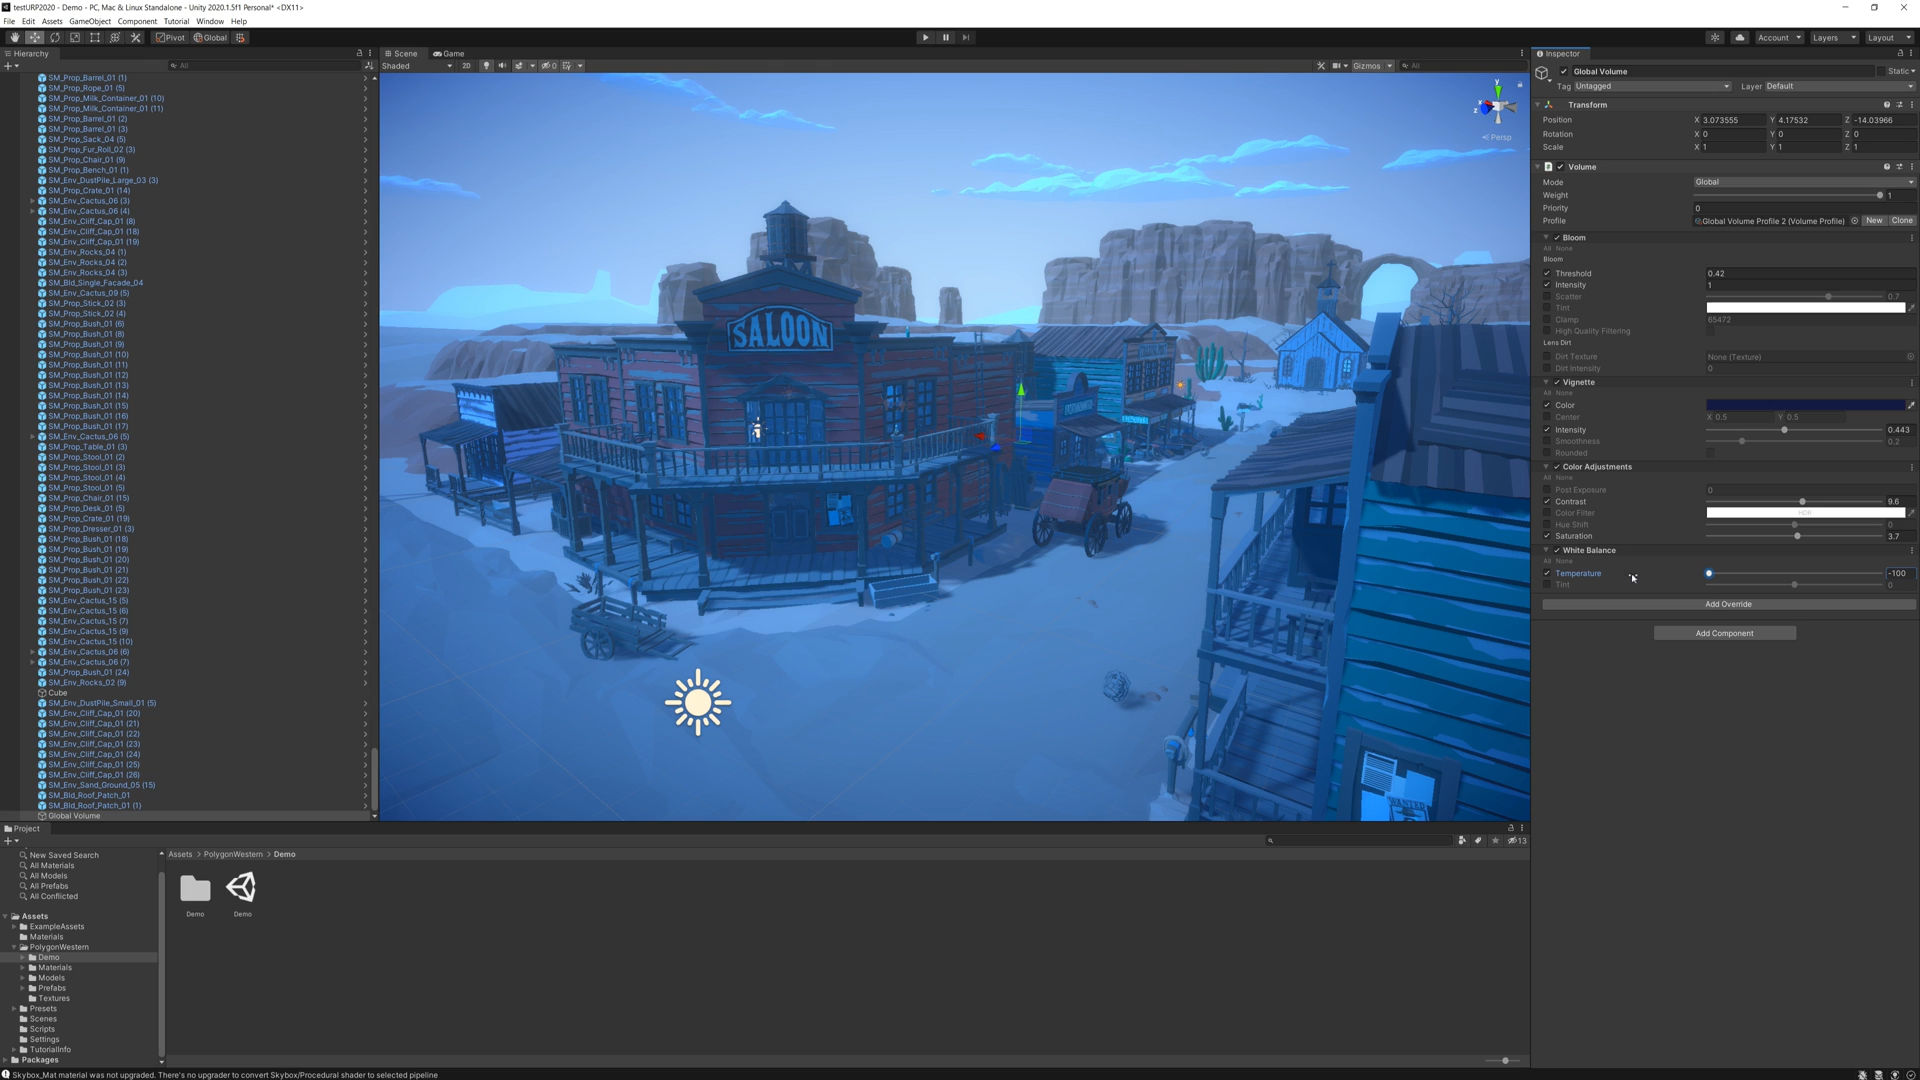 testURP2020 - Demo - PC, Mac & Linux Standalone - Unity 2020.1.5f1 Personal* <DX11>
File Edit Assets GameObject Component Tutorial Window Help
Pivot Global Account Layers Layout
Hierarchy
All
SM_Prop_Barrel_01 (1)
SM_Prop_Rope_01 (5)
SM_Prop_Milk_Container_01 (10)
SM_Prop_Milk_Container_01 (11)
SM_Prop_Barrel_01 (2)
SM_Prop_Barrel_01 (3)
SM_Prop_Sack_04 (5)
SM_Prop_Fur_Roll_02 (3)
SM_Prop_Chair_01 (9)
SM_Prop_Bench_01 (1)
SM_Env_DustPile_Large_03 (3)
SM_Prop_Crate_01 (14)
SM_Env_Cactus_06 (3)
SM_Env_Cactus_06 (4)
SM_Env_Cliff_Cap_01 (8)
SM_Env_Cliff_Cap_01 (18)
SM_Env_Cliff_Cap_01 (19)
SM_Env_Rocks_04 (1)
SM_Env_Rocks_04 (2)
SM_Env_Rocks_04 (3)
SM_Bld_Single_Facade_04
SM_Env_Cactus_09 (5)
SM_Prop_Stick_02 (3)
SM_Prop_Stick_02 (4)
SM_Prop_Bush_01 (6)
SM_Prop_Bush_01 (8)
SM_Prop_Bush_01 (9)
SM_Prop_Bush_01 (10)
SM_Prop_Bush_01 (11)
SM_Prop_Bush_01 (12)
SM_Prop_Bush_01 (13)
SM_Prop_Bush_01 (14)
SM_Prop_Bush_01 (15)
SM_Prop_Bush_01 (16)
SM_Prop_Bush_01 (17)
SM_Env_Cactus_06 (5)
SM_Prop_Table_01 (3)
SM_Prop_Stool_01 (2)
SM_Prop_Stool_01 (3)
SM_Prop_Stool_01 (4)
SM_Prop_Stool_01 (5)
SM_Prop_Chair_01 (15)
SM_Prop_Desk_01 (5)
SM_Prop_Crate_01 (19)
SM_Prop_Dresser_01 (3)
SM_Prop_Bush_01 (18)
SM_Prop_Bush_01 (19)
SM_Prop_Bush_01 (20)
SM_Prop_Bush_01 (21)
SM_Prop_Bush_01 (22)
SM_Prop_Bush_01 (23)
SM_Env_Cactus_15 (5)
SM_Env_Cactus_15 (6)
SM_Env_Cactus_15 (7)
SM_Env_Cactus_15 (9)
SM_Env_Cactus_15 (10)
SM_Env_Cactus_06 (6)
SM_Env_Cactus_06 (7)
SM_Prop_Bush_01 (24)
SM_Env_Rocks_02 (9)
Cube
SM_Env_DustPile_Small_01 (5)
SM_Env_Cliff_Cap_01 (20)
SM_Env_Cliff_Cap_01 (21)
SM_Env_Cliff_Cap_01 (22)
SM_Env_Cliff_Cap_01 (23)
SM_Env_Cliff_Cap_01 (24)
SM_Env_Cliff_Cap_01 (25)
SM_Env_Cliff_Cap_01 (26)
SM_Env_Sand_Ground_05 (15)
SM_Bld_Roof_Patch_01
SM_Bld_Roof_Patch_01 (1)
Global Volume
Scene Game
Shaded 2D 0 Gizmos All
y
x
z
Persp
SALOON
WANTED
Inspector
Global Volume Static
Tag Untagged Layer Default
Transform
Position X 3.073555 Y 4.17532 Z -14.03966
Rotation X 0 Y 0 Z 0
Scale X 1 Y 1 Z 1
Volume
Mode Global
Weight 1
Priority 0
Profile Global Volume Profile 2 (Volume Profile) New Clone
Bloom
All None
Bloom
Threshold 0.42
Intensity 1
Scatter 0.7
Tint
Clamp 65472
High Quality Filtering
Lens Dirt
Dirt Texture None (Texture)
Dirt Intensity 0
Vignette
All None
Color
Center X 0.5 Y 0.5
Intensity 0.443
Smoothness 0.2
Rounded
Color Adjustments
All None
Post Exposure 0
Contrast 9.6
Color Filter HDR
Hue Shift 0
Saturation 3.7
White Balance
All None
Temperature -100
Tint 0
Add Override
Add Component
Project
13
New Saved Search
All Materials
All Models
All Prefabs
All Conflicted
Assets
ExampleAssets
Materials
PolygonWestern
Demo
Materials
Models
Prefabs
Textures
Presets
Scenes
Scripts
Settings
TutorialInfo
Packages
Assets > PolygonWestern > Demo
Demo Demo
Skybox_Mat material was not upgraded. There's no upgrader to convert Skybox/Procedural shader to selected pipeline